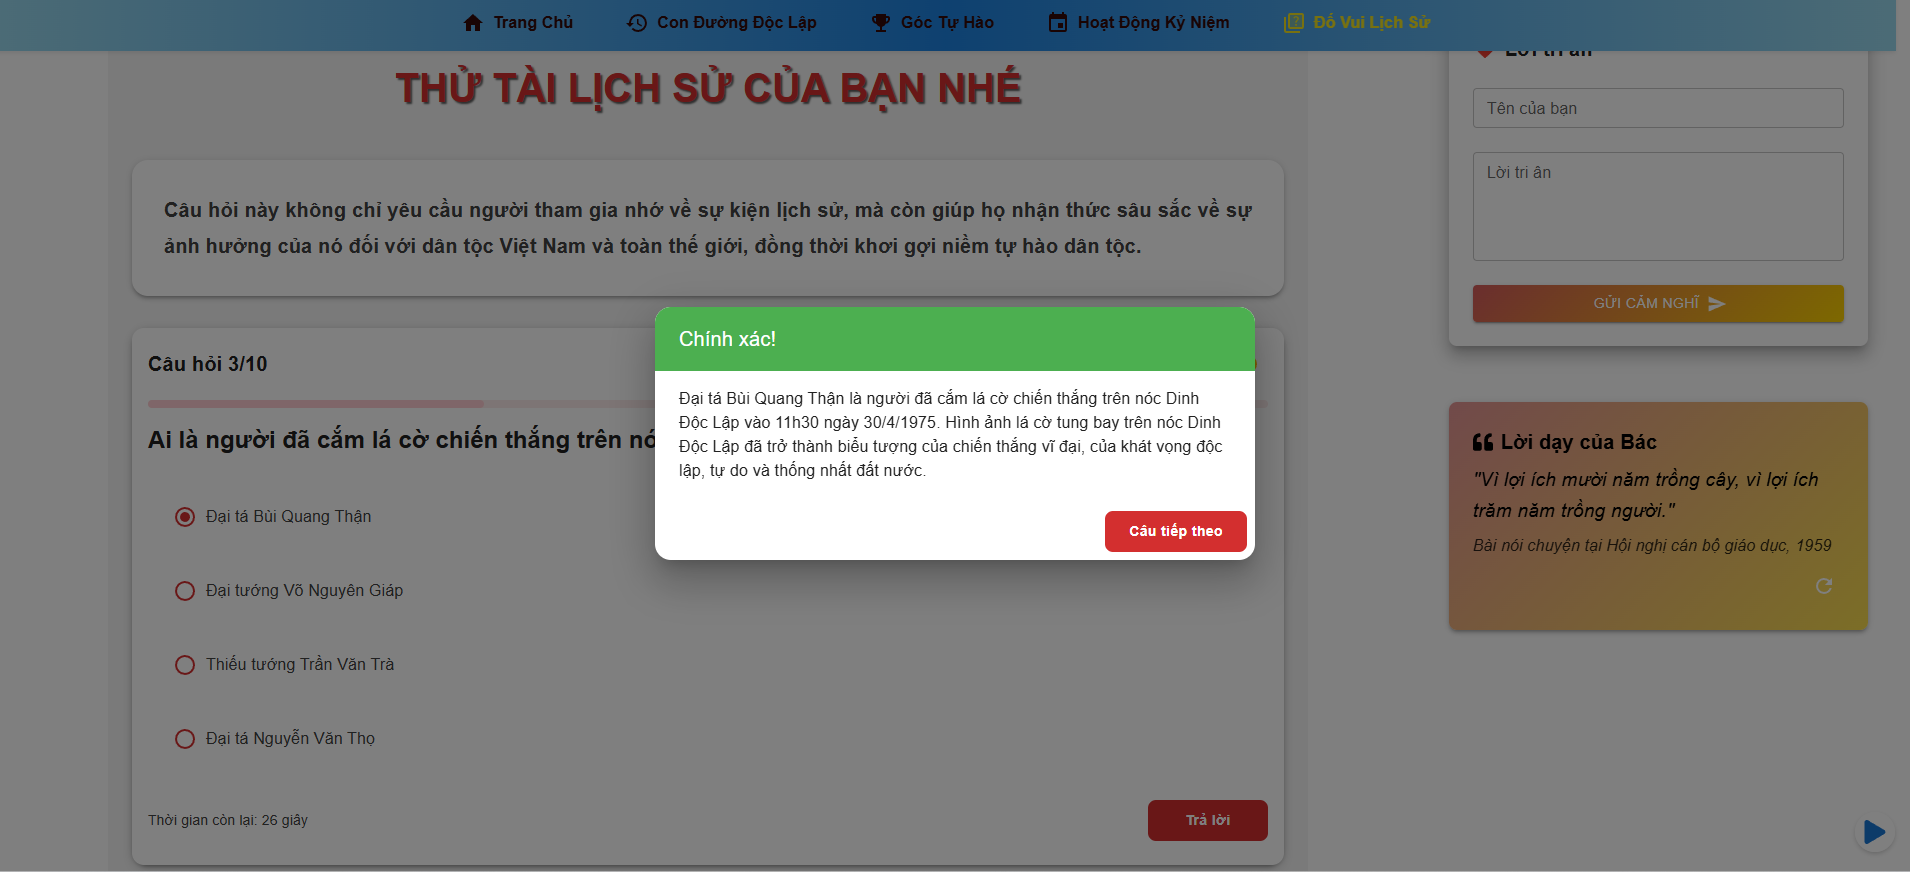 Trang Chủ
Con Đường Độc Lập
Góc Tự Hào
Hoạt Động Kỷ Niệm
Đố Vui Lịch Sử
THỬ TÀI LỊCH SỬ CỦA BẠN NHÉ
Câu hỏi này không chỉ yêu cầu người tham gia nhớ về sự kiện lịch sử, mà còn giúp họ nhận thức sâu sắc về sự
ảnh hưởng của nó đối với dân tộc Việt Nam và toàn thế giới, đồng thời khơi gợi niềm tự hào dân tộc.
Câu hỏi 3/10
Ai là người đã cắm lá cờ chiến thắng trên
Đại tá Bùi Quang Thận
Đại tướng Võ Nguyên Giáp
Thiếu tướng Trần Văn Trà
Đại tá Nguyễn Văn Thọ
Thời gian còn lại: 26 giây
Trả lời
Chính xác!
Đại tá Bùi Quang Thận là người đã cắm lá cờ chiến thắng trên nóc Dinh
Độc Lập vào 11h30 ngày 30/4/1975. Hình ảnh lá cờ tung bay trên nóc Dinh
Độc Lập đã trở thành biểu tượng của chiến thắng vĩ đại, của khát vọng độc
lập, tự do và thống nhất đất nước.
Câu tiếp theo
Lời tri ân
Tên của bạn
Lời tri ân
GỬI CẢM NGHĨ
Lời dạy của Bác
"Vì lợi ích mười năm trồng cây, vì lợi ích
trăm năm trồng người."
Bài nói chuyện tại Hội nghị cán bộ giáo dục, 1959